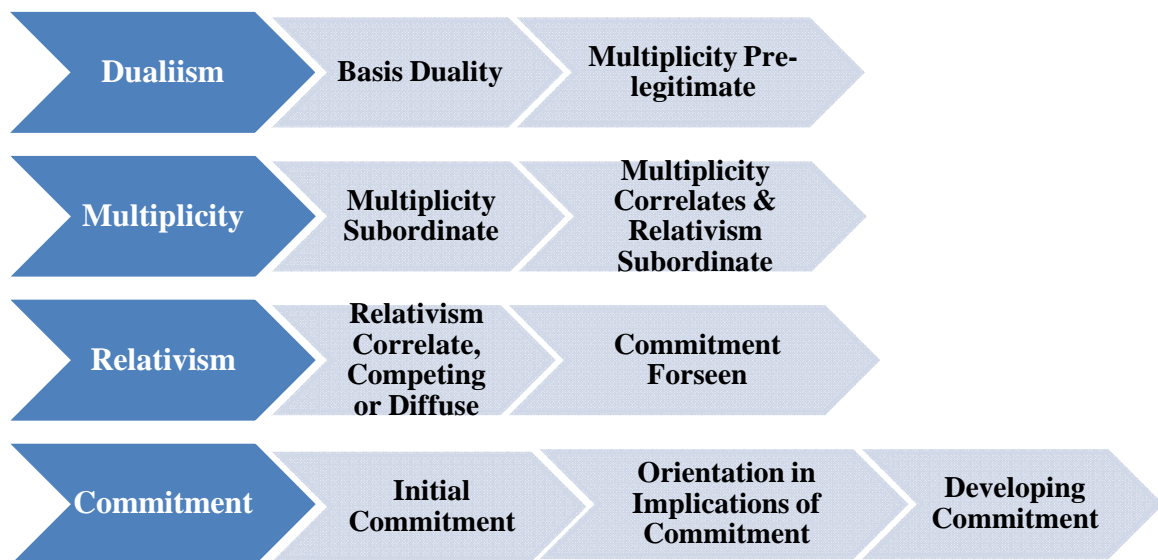 Dualiism
Basis Duality
Multiplicity Pre-
legitimate
Multiplicity
Multiplicity
Subordinate
Multiplicity
Correlates &
Relativism
Subordinate
Relativism
Relativism
Correlate,
Competing
or Diffuse
Commitment
Forseen
Commitment
Initial
Commitment
Orientation in
Implications of
Commitment
Developing
Commitment